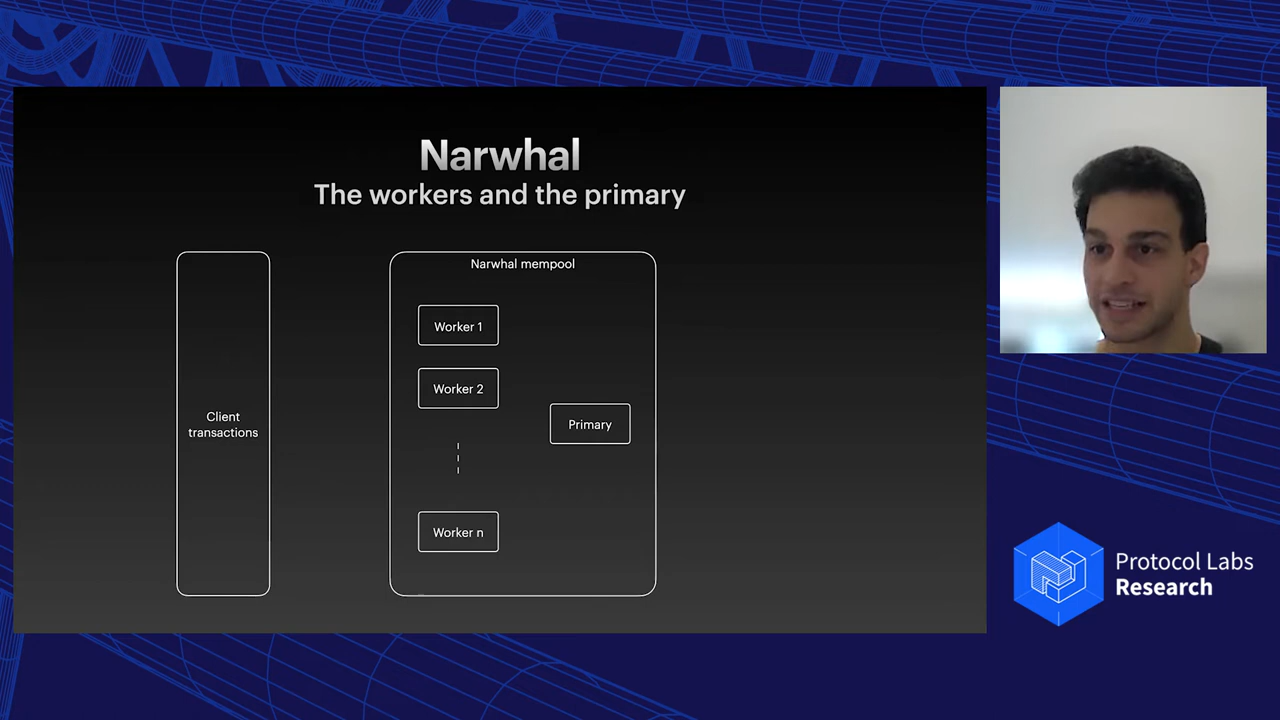 Narwhal
The workers and the primary
Client
transactions
Narwhal mempool
Worker 1
Worker 2
Primary
Worker n
Protocol Labs
Research